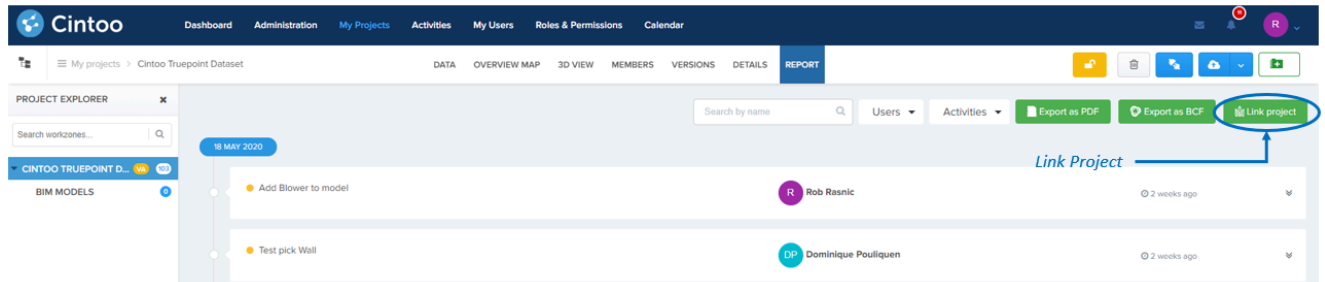 Cintoo Dashboard Administration My Projects Activities My Users Roles & Permissions Calendar R
My projects > Cintoo Truepoint Dataset DATA OVERVIEW MAP 3D VIEW MEMBERS VERSIONS DETAILS REPORT
PROJECT EXPLORER Search by name Users Activities Export as PDF Export as BCF Link project
Search workzones...
18 MAY 2020
Link Project
CINTOO TRUEPOINT D... VA 103
BIM MODELS 0
Add Blower to model R Rob Rasnic 2 weeks ago
Test pick Wall DP Dominique Pouliquen 2 weeks ago